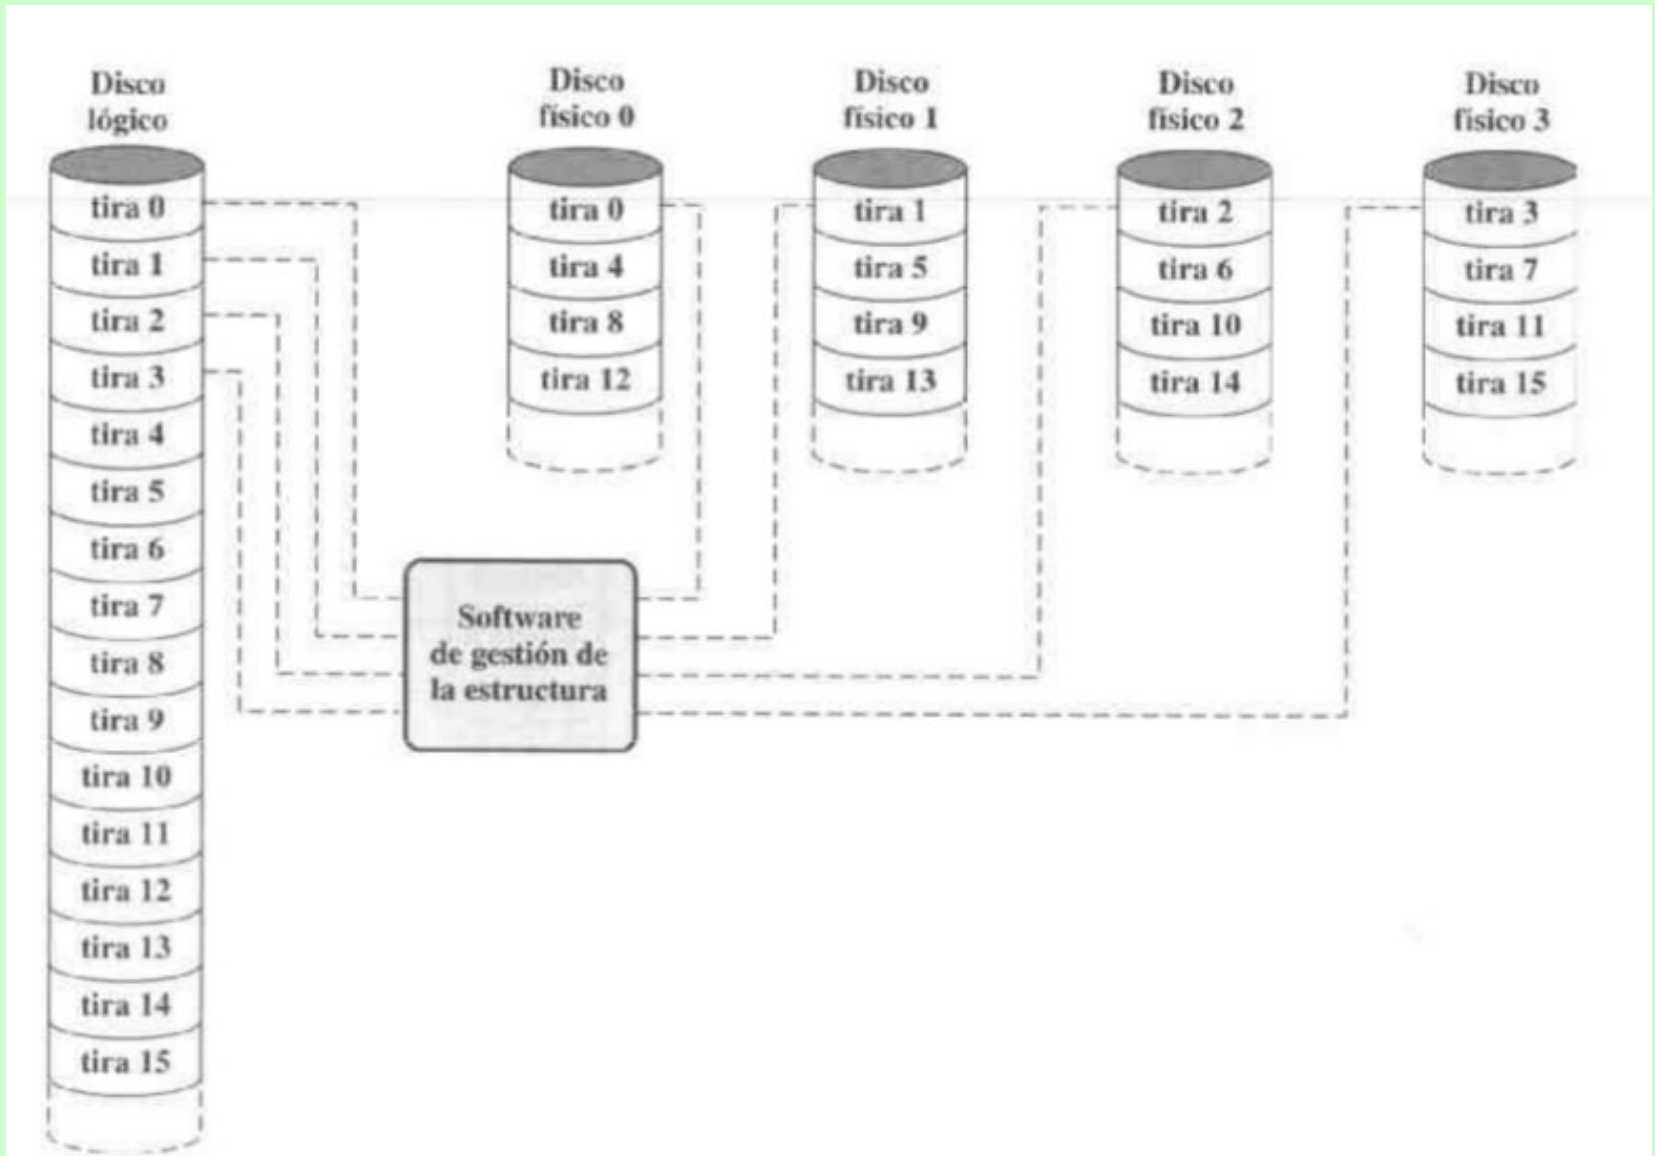 Disco
lógico
tira 0
tira 1
tira 2
tira 3
tira 4
tira 5
tira 6
tira 7
tira 8
tira 9
tira 10
tira 11
tira 12
tira 13
tira 14
tira 15
Disco
físico 0
tira 0
tira 4
tira 8
tira 12
Disco
físico 1
tira 1
tira 5
tira 9
tira 13
Disco
físico 2
tira 2
tira 6
tira 10
tira 14
Disco
físico 3
tira 3
tira 7
tira 11
tira 15
Software
de gestión de
la estructura